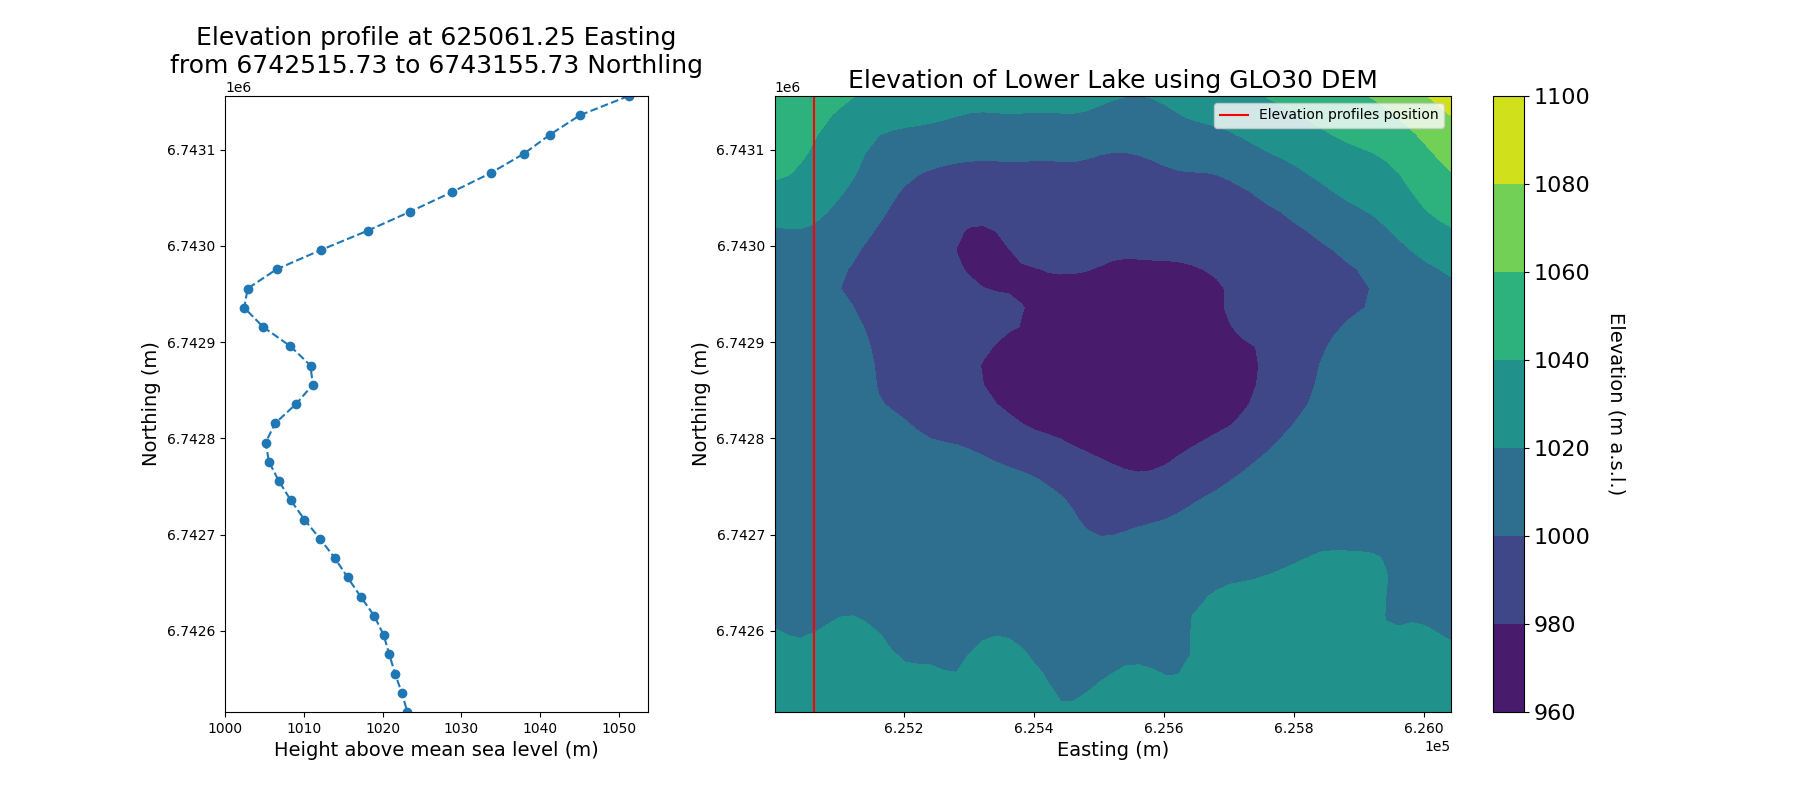 Elevation profile at 625061.25 Easting
from 6742515.73 to 6743155.73 Northling
1e6
6.7431
6.7430
6.7429
6.7428
6.7427
6.7426
Northing (m)
1000 1010 1020 1030 1040 1050
Height above mean sea level (m)
Elevation of Lower Lake using GLO30 DEM
1e6
Elevation profiles position
6.7431
6.7430
6.7429
6.7428
6.7427
6.7426
Northing (m)
6.252 6.254 6.256 6.258 6.260
1e5
Easting (m)
1100
1080
1060
1040
1020
1000
980
960
Elevation (m a.s.l.)